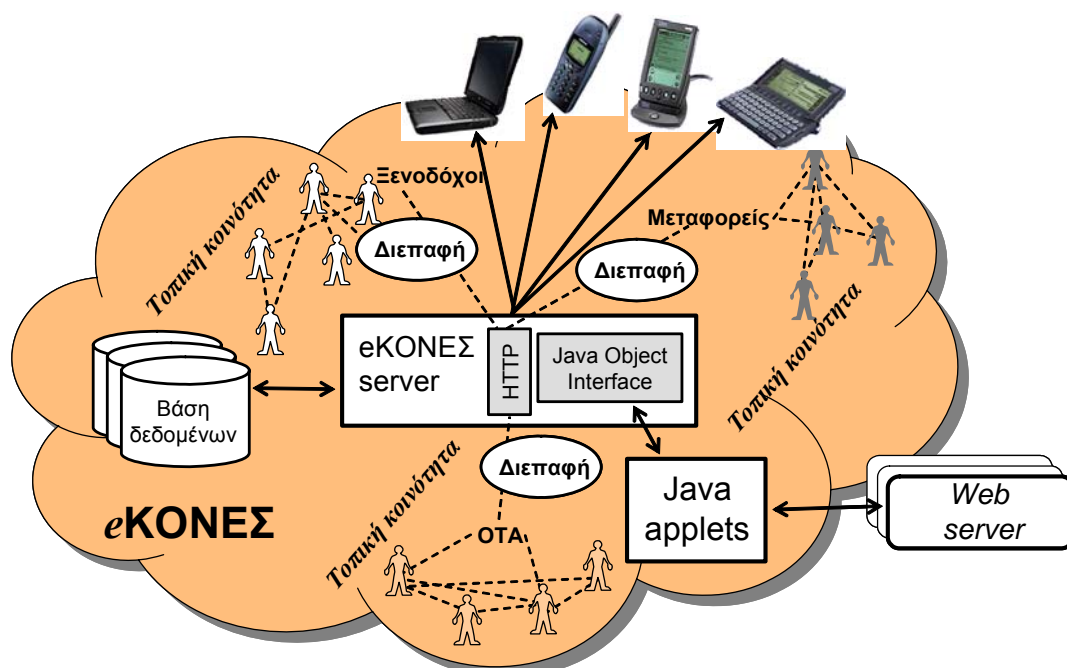 Ξενοδόχοι
Τοπική κοινότητα
Μεταφορείς
Διεπαφή
Διεπαφή
eΚΟΝΕΣ
server
HTTP
Java Object
Interface
Τοπική κοινότητα
Βάση
δεδομένων
Τοπική κοινότητα
Διεπαφή
Java
applets
Web
server
eΚΟΝΕΣ
ΟΤΑ